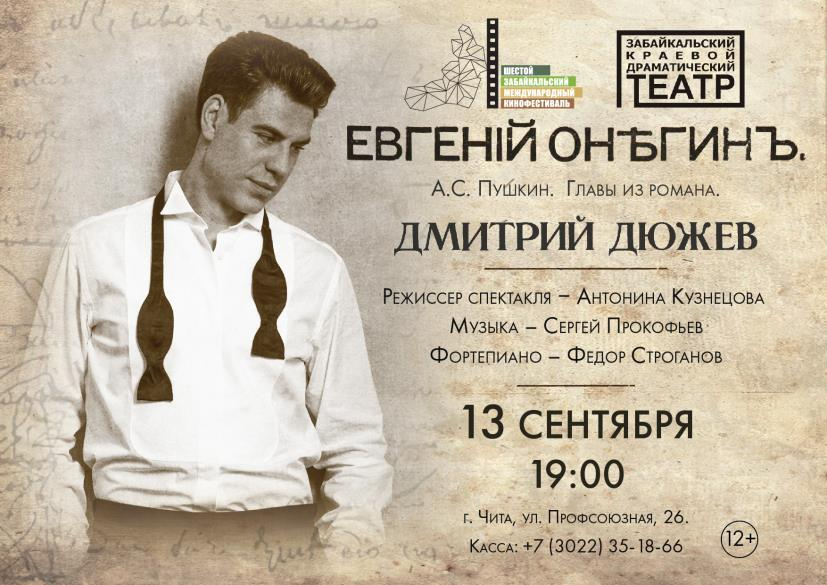 ШЕСТОЙ
ЗАБАЙКАЛЬСКИЙ
МЕЖДУНАРОДНЫЙ
КИНОФЕСТИВАЛЬ
ЗАБАЙКАЛЬСКИЙ
КРАЕВОЙ
ДРАМАТИЧЕСКИЙ
ТЕАТР
ЕВГЕНІЙ ОНѢГИНЪ.
А.С. ПУШКИН. ГЛАВЫ ИЗ РОМАНА.
ДМИТРИЙ ДЮЖЕВ
РЕЖИССЕР СПЕКТАКЛЯ – АНТОНИНА КУЗНЕЦОВА
МУЗЫКА – СЕРГЕЙ ПРОКОФЬЕВ
ФОРТЕПИАНО – ФЕДОР СТРОГАНОВ
13 СЕНТЯБРЯ
19:00
г. ЧИТА, УЛ. ПРОФСОЮЗНАЯ, 26.
КАССА: +7 (3022) 35-18-66
12+